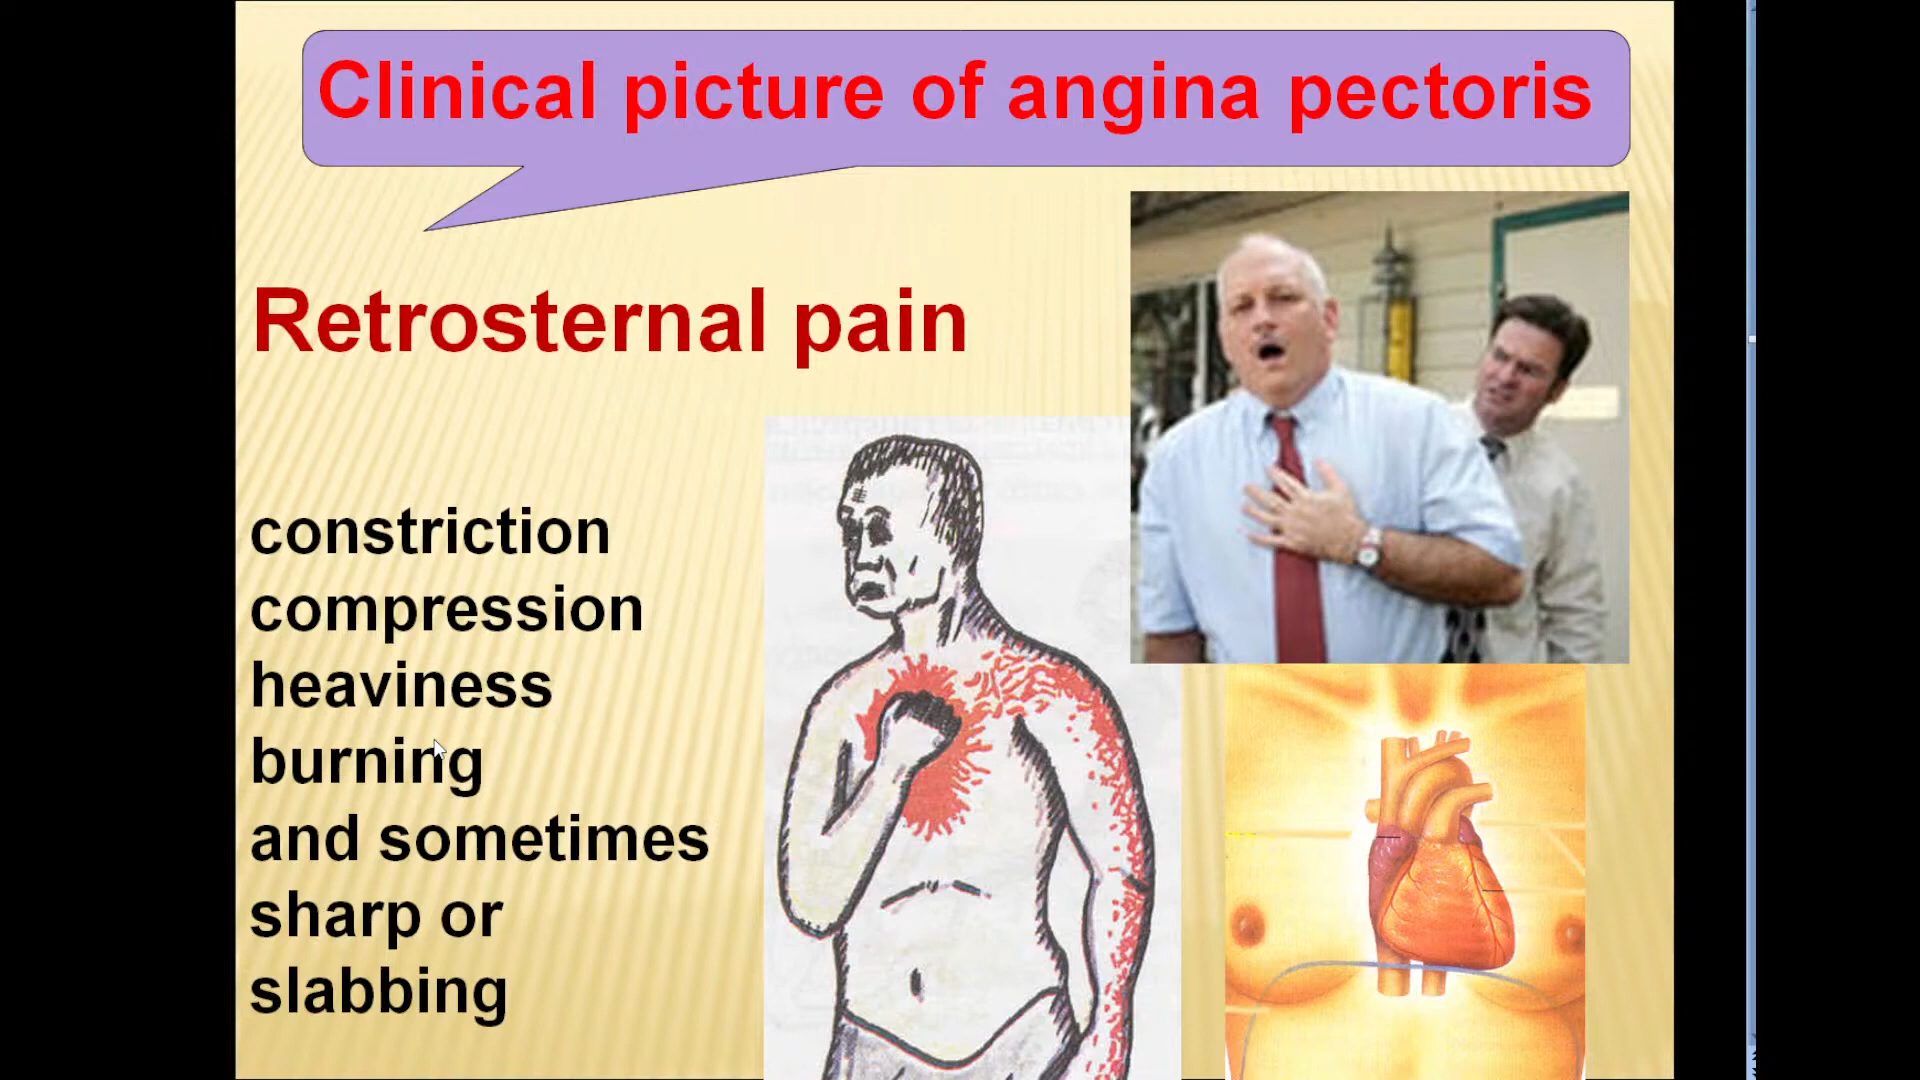 Clinical picture of angina pectoris
Retrosternal pain
constriction
compression
heaviness
burning
and sometimes
sharp or
slabbing